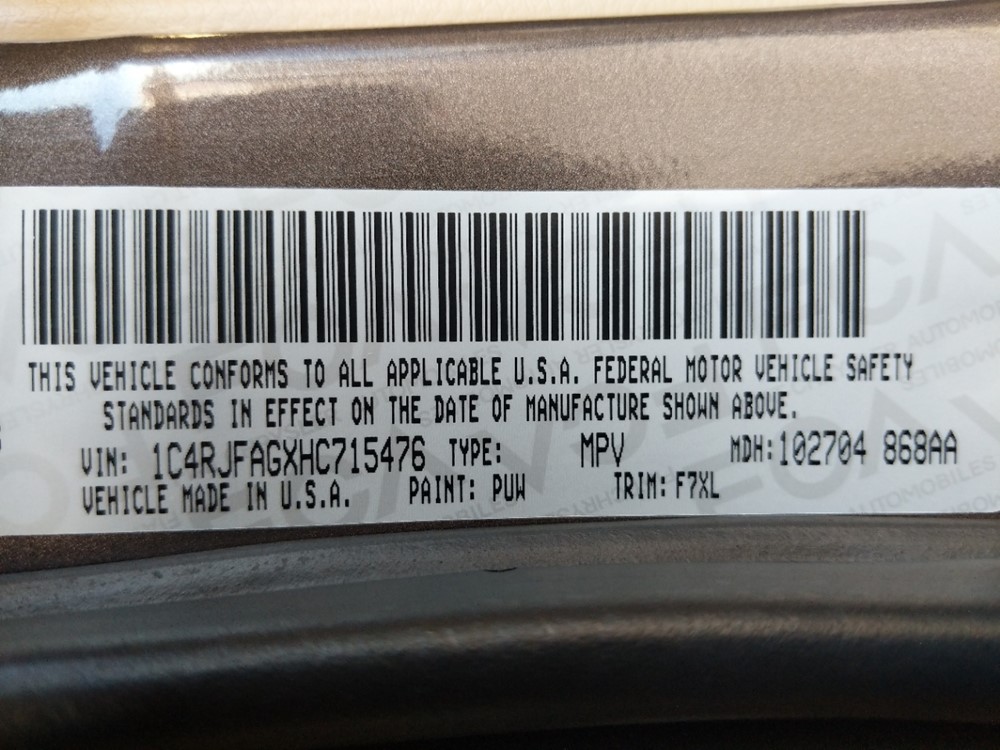 THIS VEHICLE CONFORMS TO ALL APPLICABLE U.S.A. FEDERAL MOTOR VEHICLE SAFETY
STANDARDS IN EFFECT ON THE DATE OF MANUFACTURE SHOWN ABOVE.
VIN: 1C4RJFAGXHC715476 TYPE: MPV MDH:102704 868AA
VEHICLE MADE IN U.S.A. PAINT: PUW TRIM: F7XL